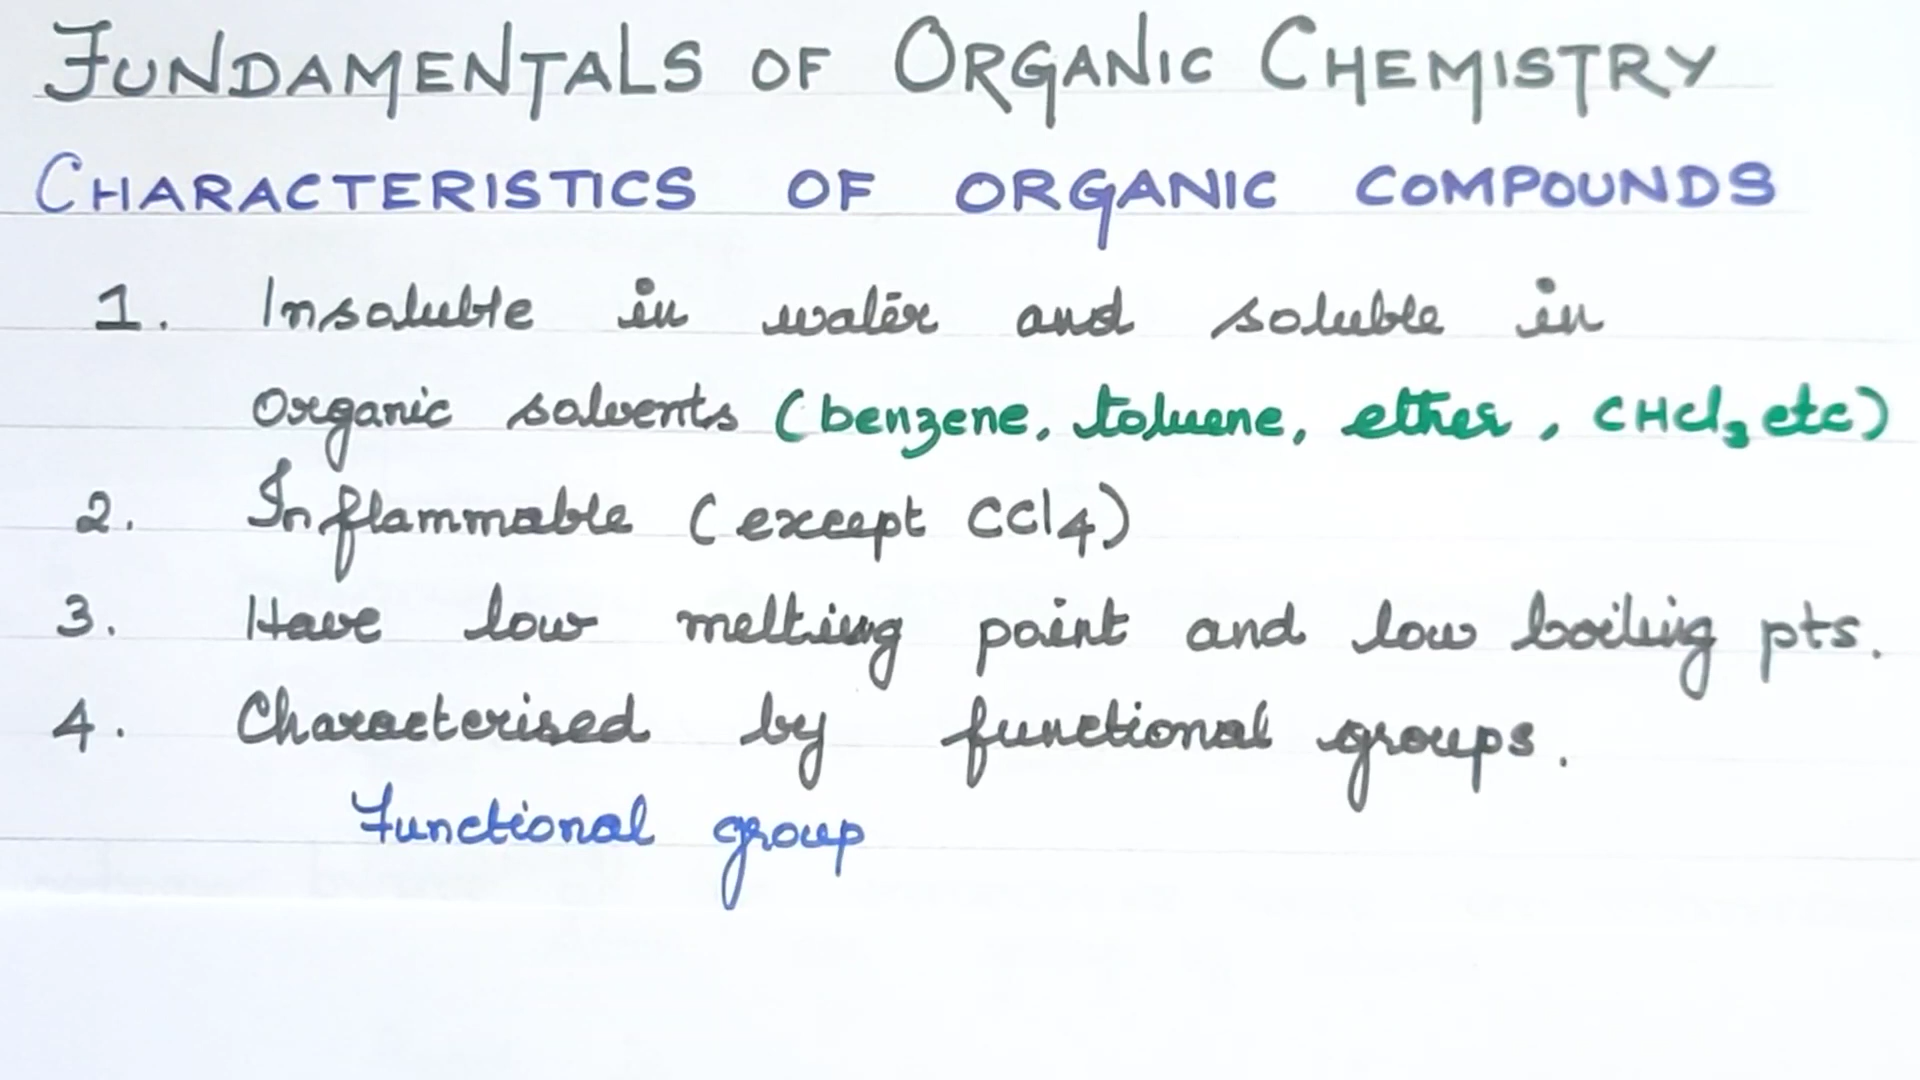 FUNDAMENTALS OF ORGANIC CHEMISTRY
CHARACTERISTICS OF ORGANIC COMPOUNDS
1. Insoluble in water and soluble in
Organic solvents (benzene, toluene, ether, CHCl3 etc)
2. Inflammable (except CCl4)
3. Have low melting point and low boiling pts.
4. Characterised by functional groups.
Functional group